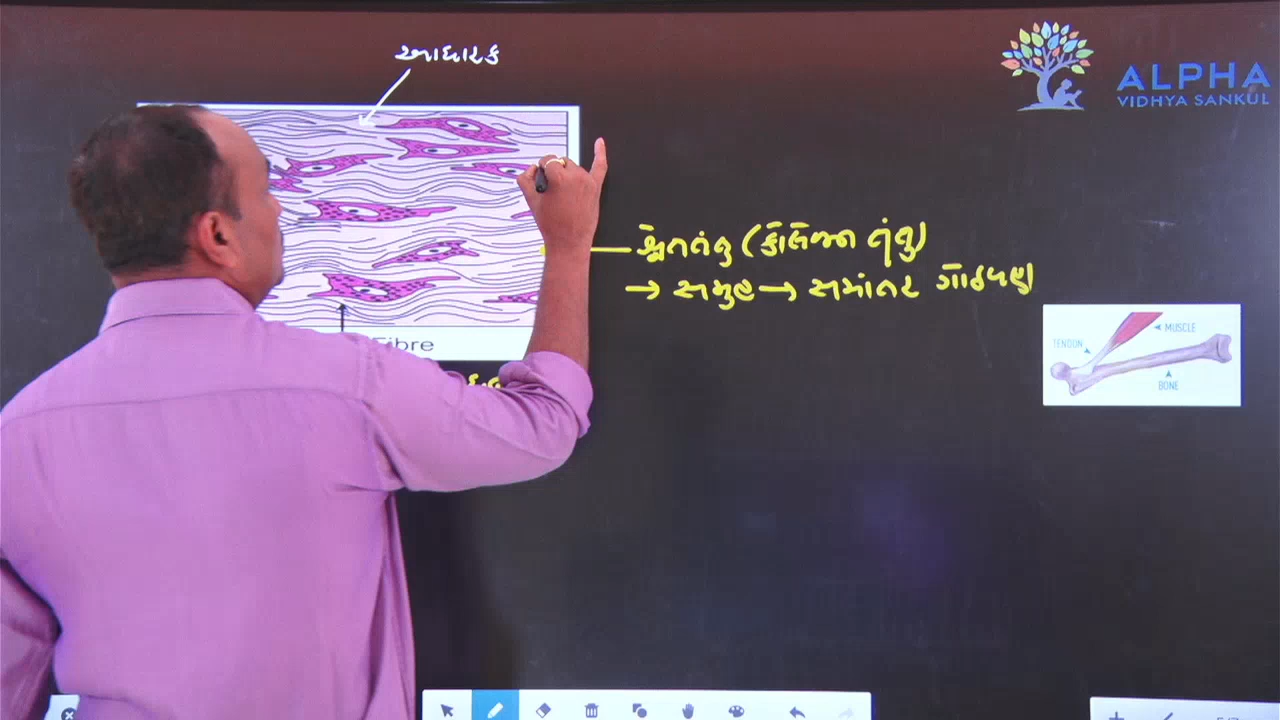 આધારક
ALPHA
VIDHYA SANKUL
શ્વેતતંતુ (કોલેજન તંતુ)
→ સમુહ → સમાંતર ગોઠવણ
MUSCLE
TENDON
BONE
Fibre